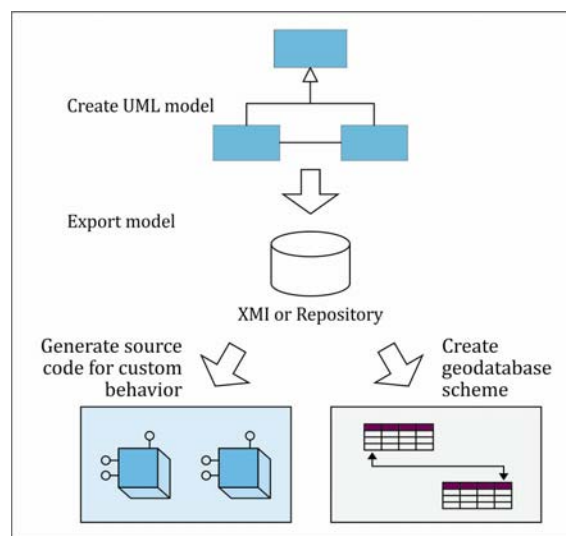 Create UML model
Export model
XMI or Repository
Generate source
code for custom
behavior
Create
geodatabase
scheme